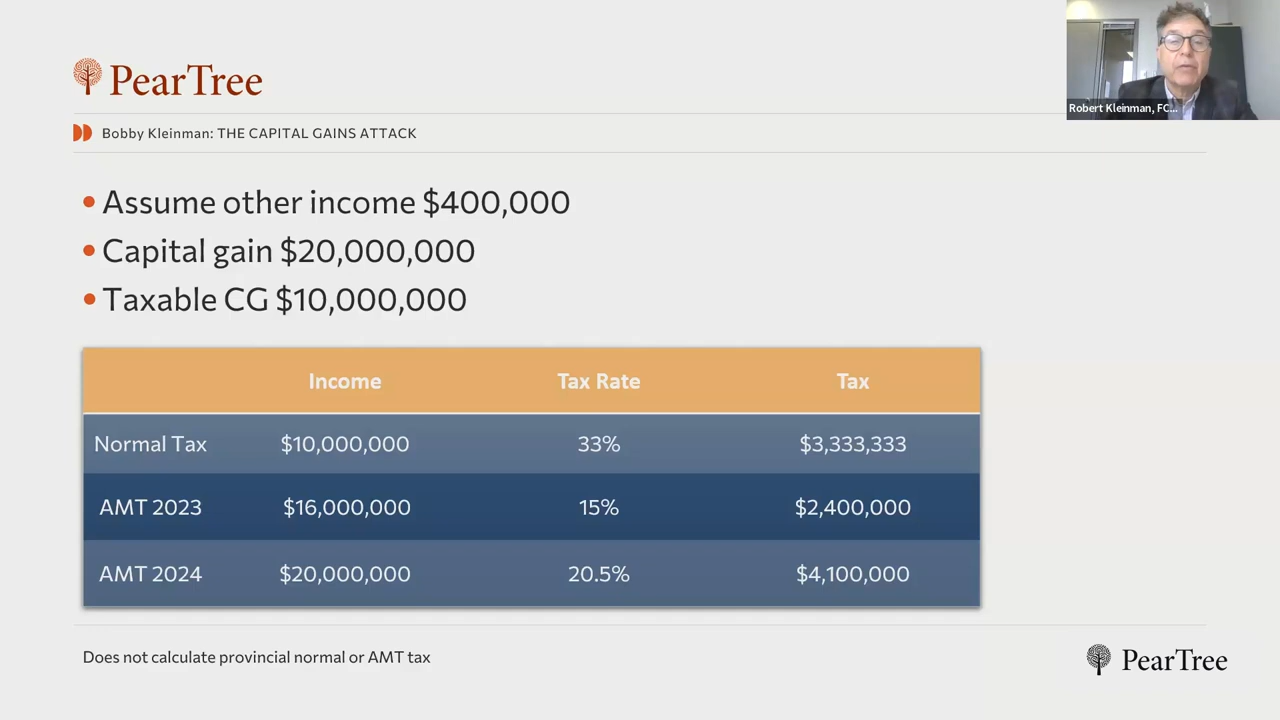 PearTree
Robert Kleinman, FC...
Bobby Kleinman: THE CAPITAL GAINS ATTACK
• Assume other income $400,000
• Capital gain $20,000,000
• Taxable CG $10,000,000
Income Tax Rate Tax
Normal Tax $10,000,000 33% $3,333,333
AMT 2023 $16,000,000 15% $2,400,000
AMT 2024 $20,000,000 20.5% $4,100,000
Does not calculate provincial normal or AMT tax
PearTree